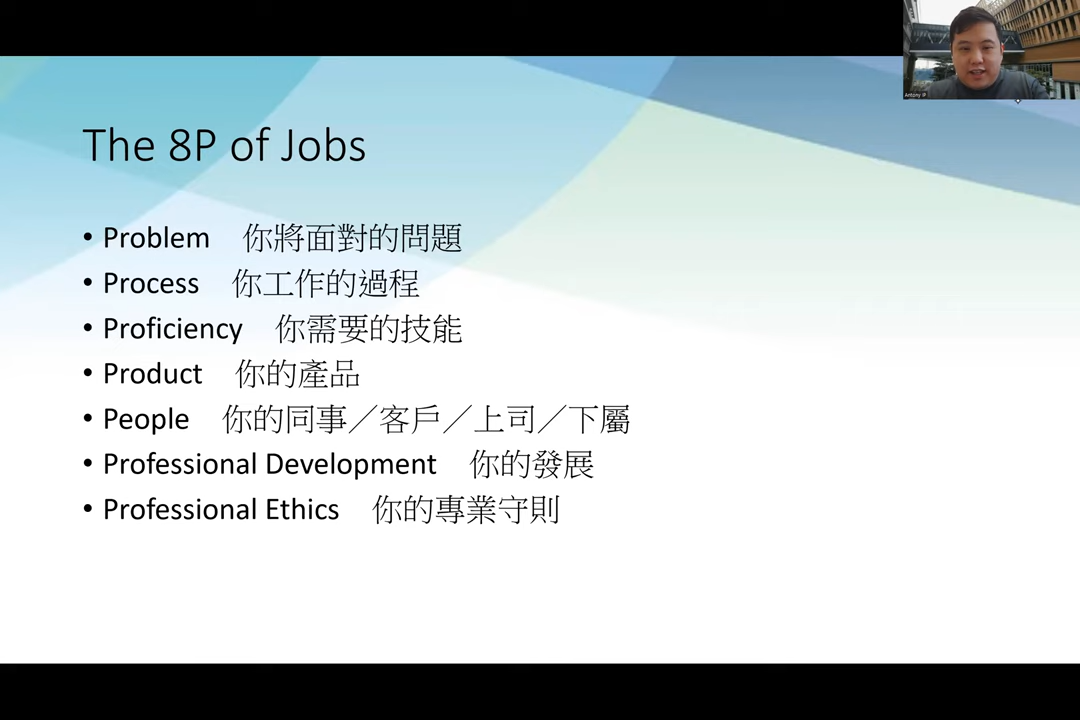 The 8P of Jobs
• Problem 你將面對的問題
• Process 你工作的過程
• Proficiency 你需要的技能
• Product 你的產品
• People 你的同事／客戶／上司／下屬
• Professional Development 你的發展
• Professional Ethics 你的專業守則
Antony IP